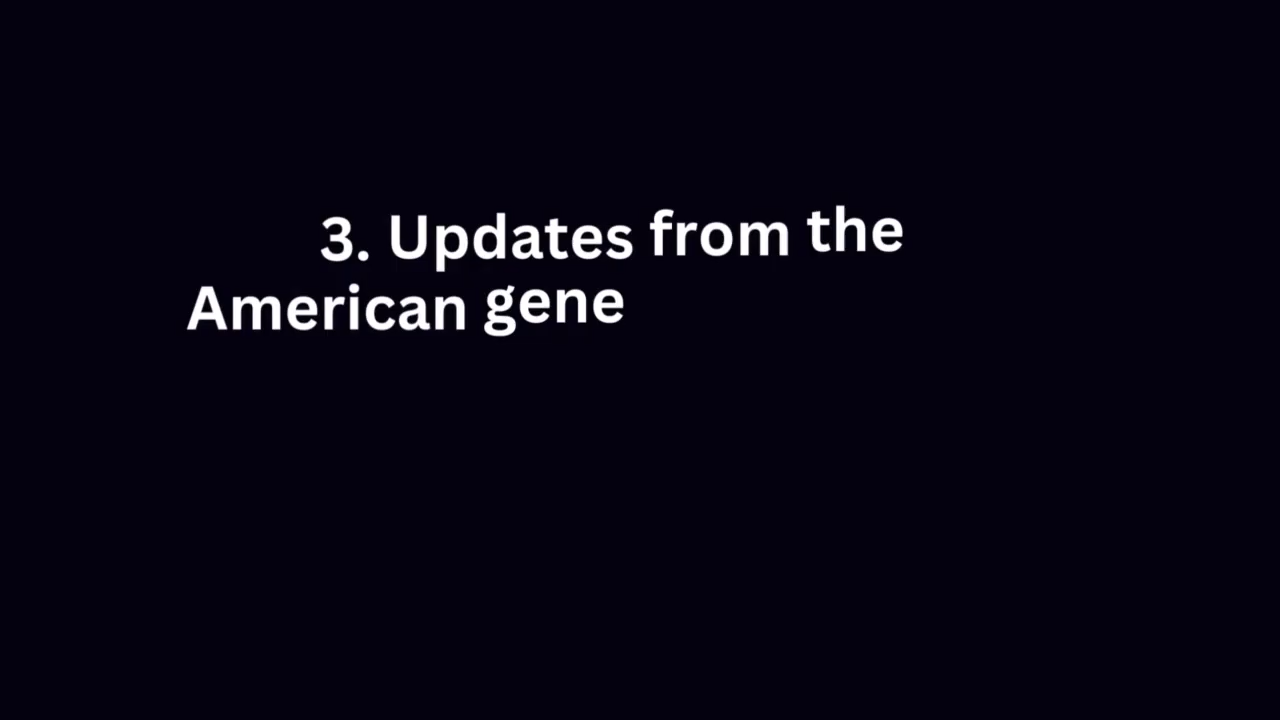 3. Updates from the
American gene